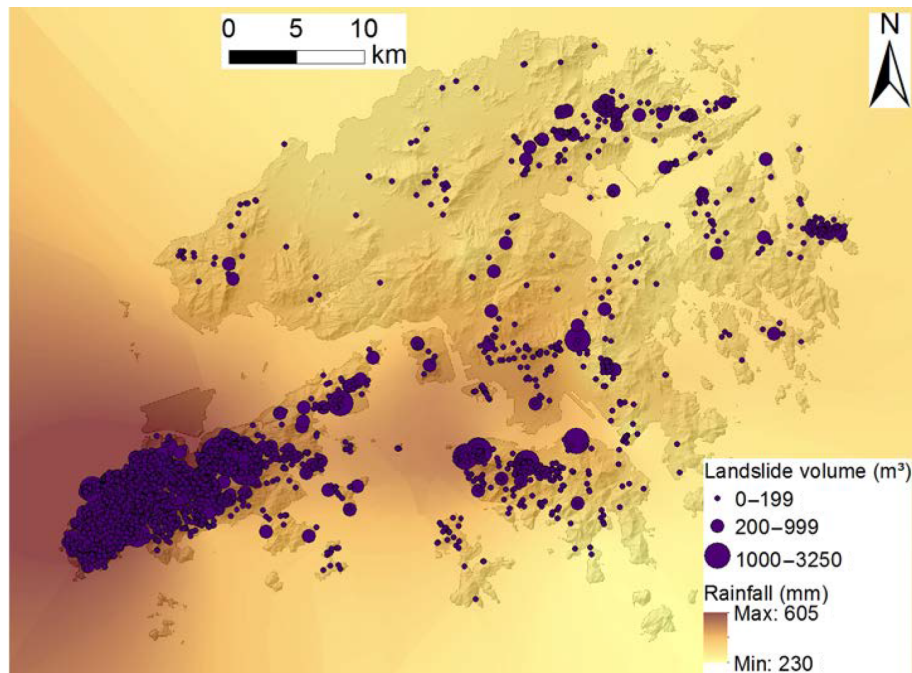 0 5 10
km
N
Landslide volume (m³)
0–199
200–999
1000–3250
Rainfall (mm)
Max: 605
Min: 230